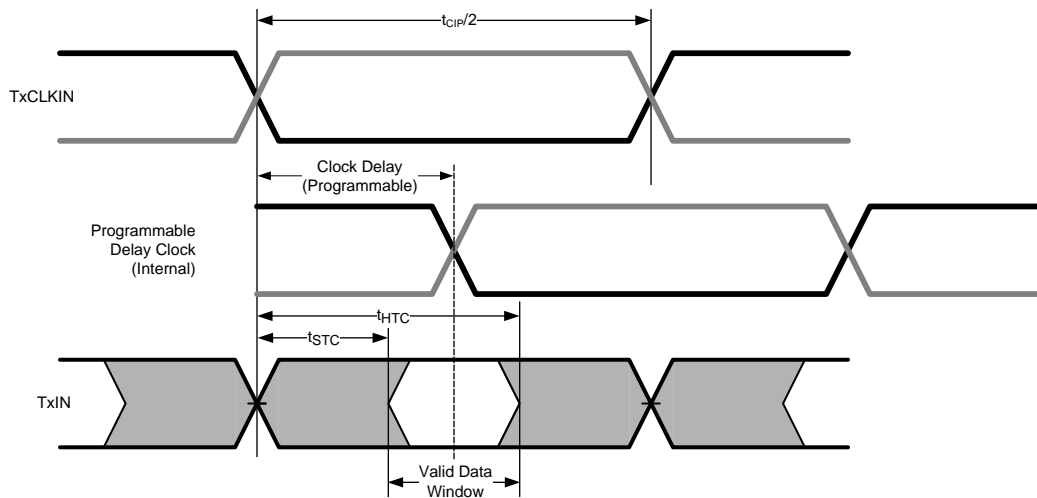 tCIP/2
TxCLKIN
Clock Delay
(Programmable)
Programmable
Delay Clock
(Internal)
tHTC
tSTC
TxIN
Valid Data
Window